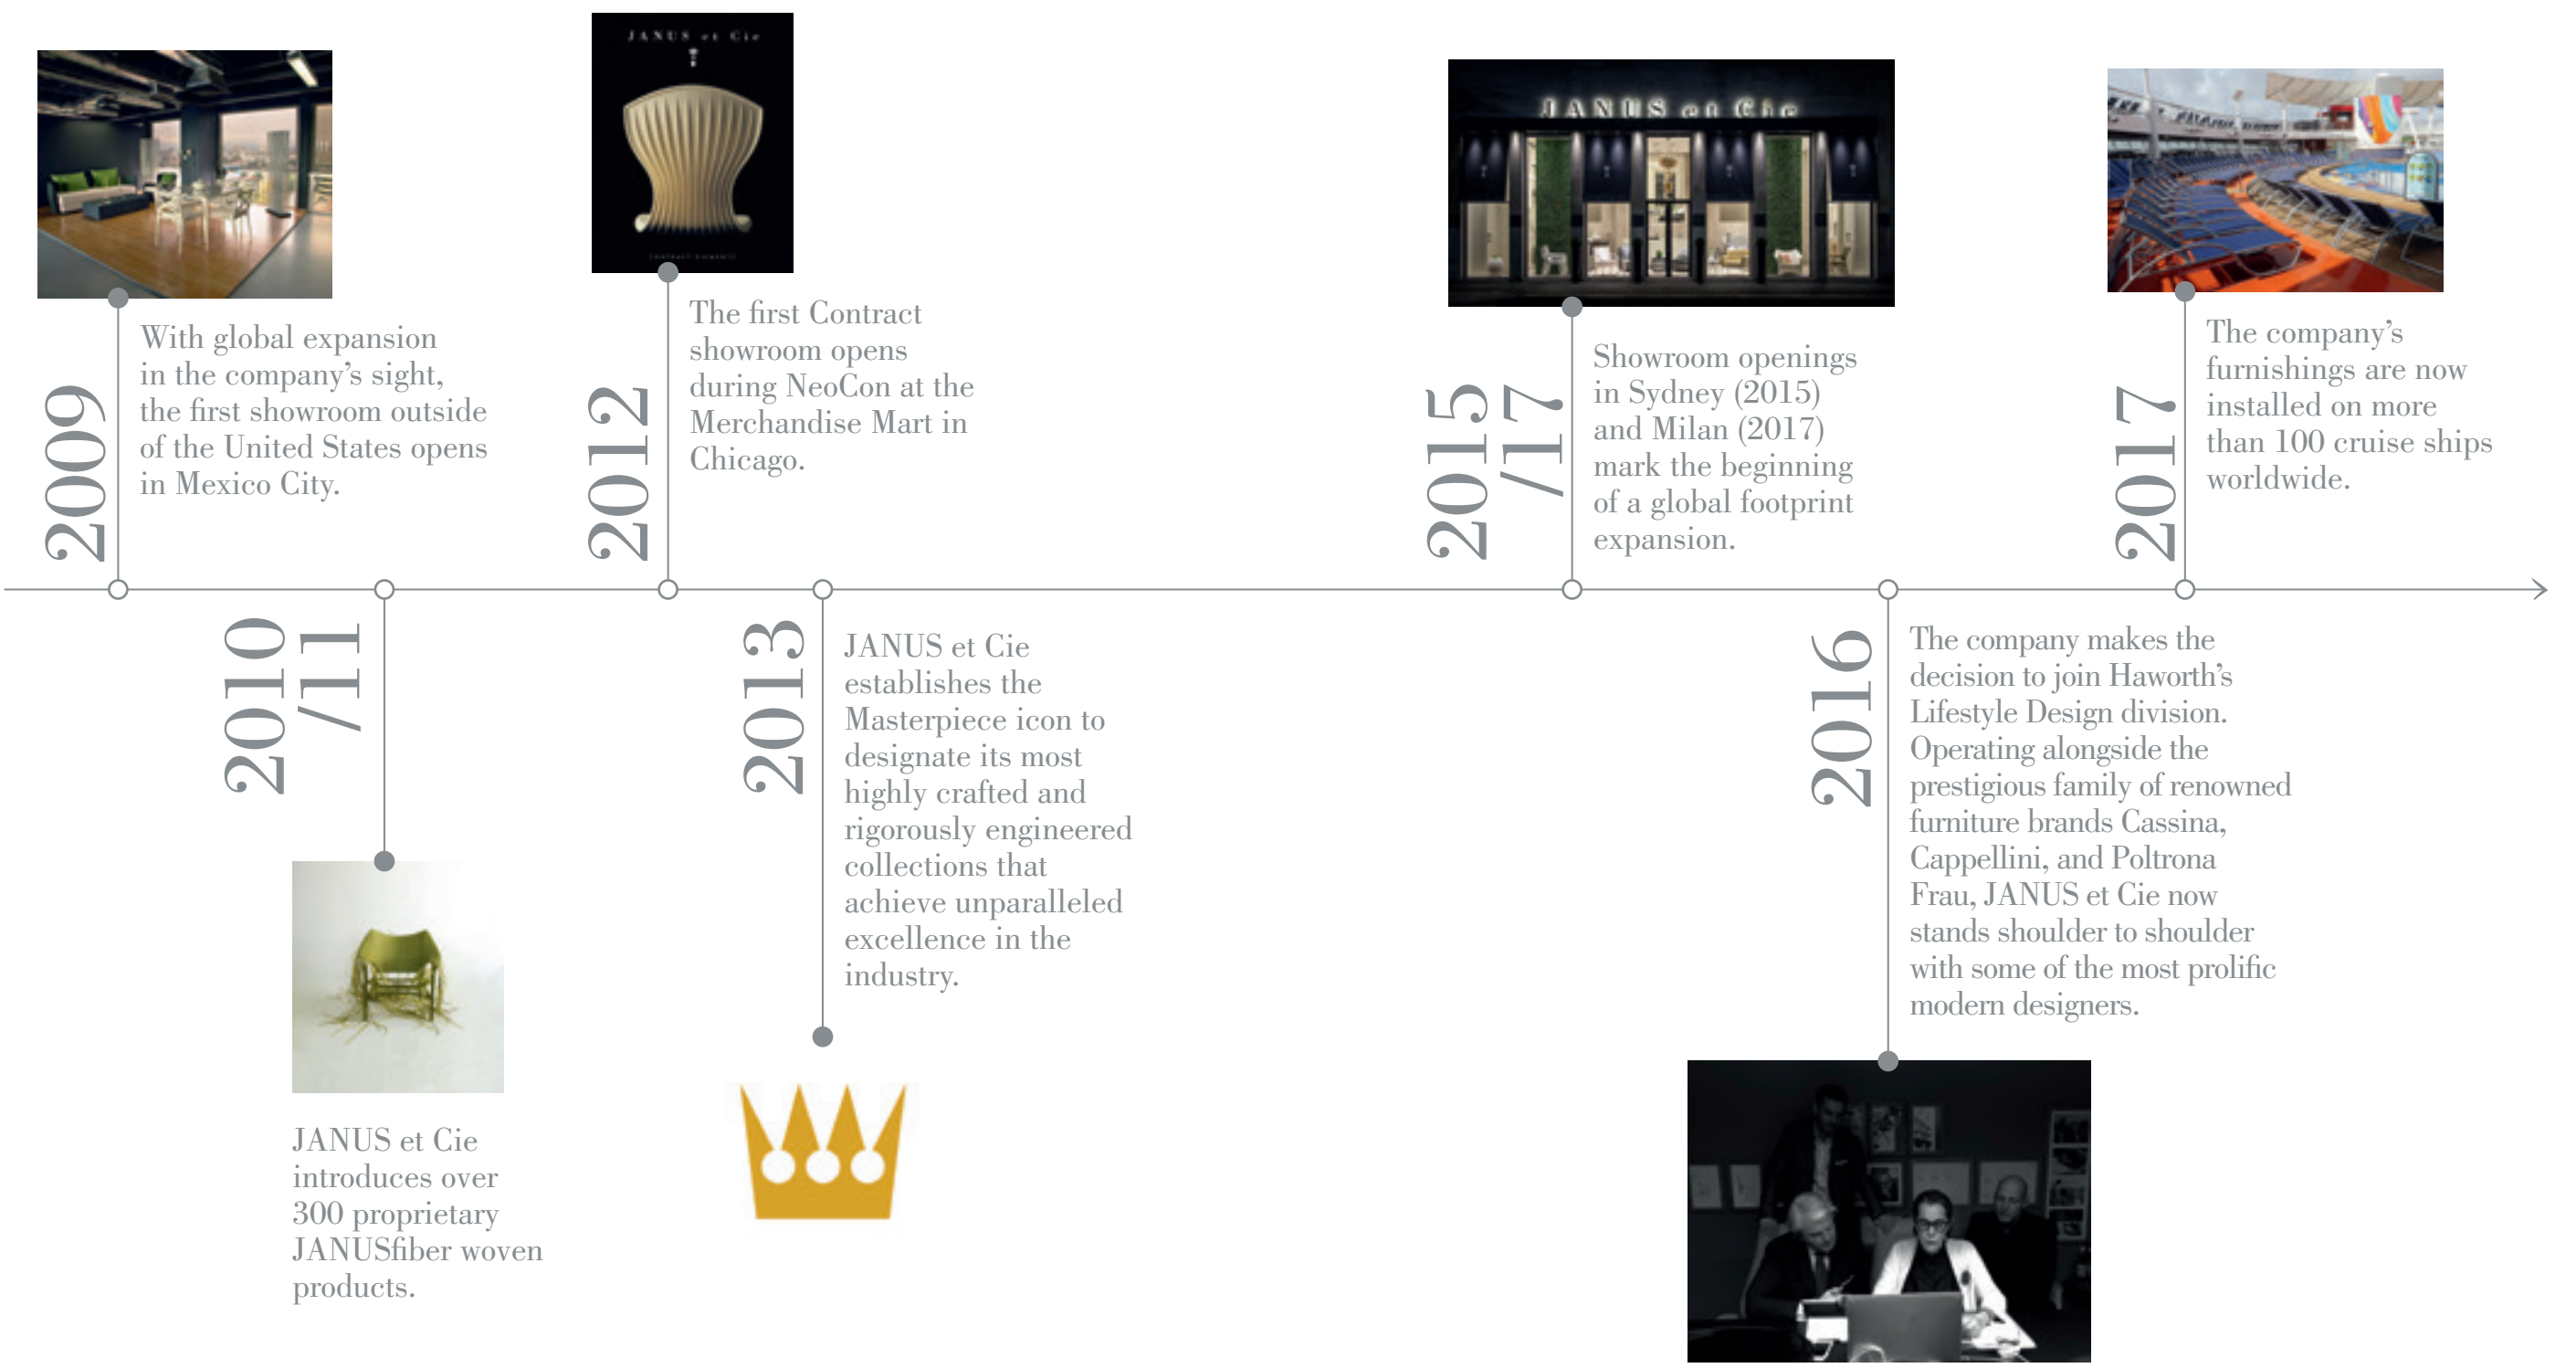 JANUS et Cie
JANUS et Cie
2009
With global expansion
in the company’s sight,
the first showroom outside
of the United States opens
in Mexico City.
2012
The first Contract
showroom opens
during NeoCon at the
Merchandise Mart in
Chicago.
2015
/17
Showroom openings
in Sydney (2015)
and Milan (2017)
mark the beginning
of a global footprint
expansion.
2017
The company’s
furnishings are now
installed on more
than 100 cruise ships
worldwide.
2010
/11
JANUS et Cie
introduces over
300 proprietary
JANUSfiber woven
products.
2013
JANUS et Cie
establishes the
Masterpiece icon to
designate its most
highly crafted and
rigorously engineered
collections that
achieve unparalleled
excellence in the
industry.
2016
The company makes the
decision to join Haworth’s
Lifestyle Design division.
Operating alongside the
prestigious family of renowned
furniture brands Cassina,
Cappellini, and Poltrona
Frau, JANUS et Cie now
stands shoulder to shoulder
with some of the most prolific
modern designers.